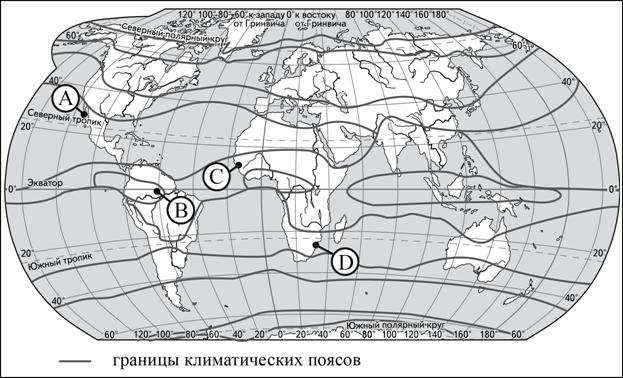 120° 100° 80° 60° к западу 0° к востоку 80° 100° 120° 140° 160° 180°
от Гринвича от Гринвича
Северный полярный круг
60° 60°
40° 40°
A
Северный тропик
20° 20°
C
Экватор
0° 0°
B
D
20° 20°
Южный тропик
40° 40°
Южный полярный круг
60° 120° 100° 80° 60° 40° 20° 0° 20° 40° 60° 80° 100° 120° 140° 160° 180° 60°
границы климатических поясов